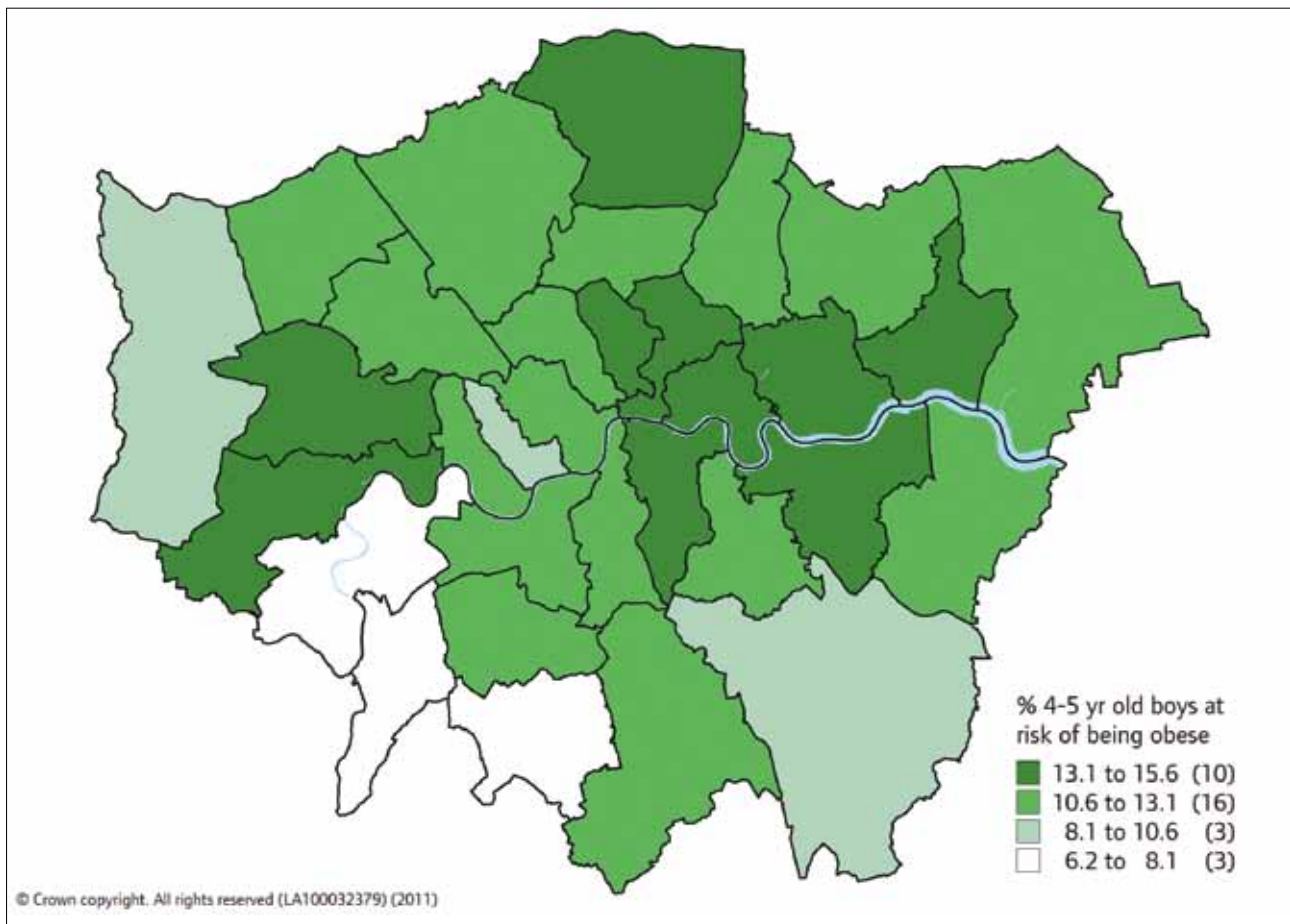 % 4-5 yr old boys at
risk of being obese
13.1 to 15.6 (10)
10.6 to 13.1 (16)
8.1 to 10.6 (3)
6.2 to 8.1 (3)
© Crown copyright. All rights reserved (LA100032379) (2011)